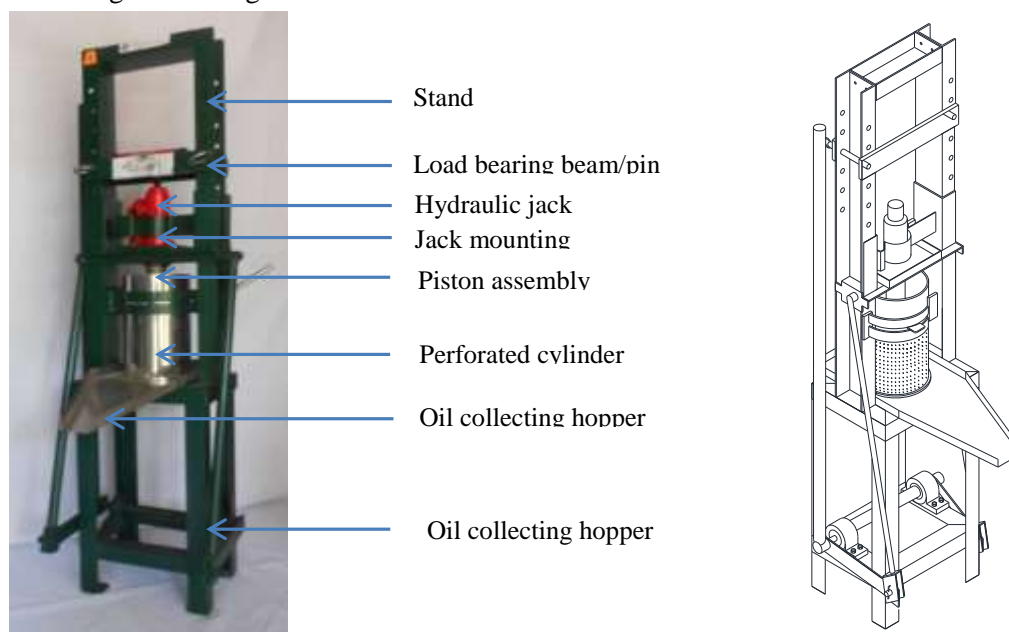 Stand
Load bearing beam/pin
Hydraulic jack
Jack mounting
Piston assembly
Perforated cylinder
Oil collecting hopper
Oil collecting hopper